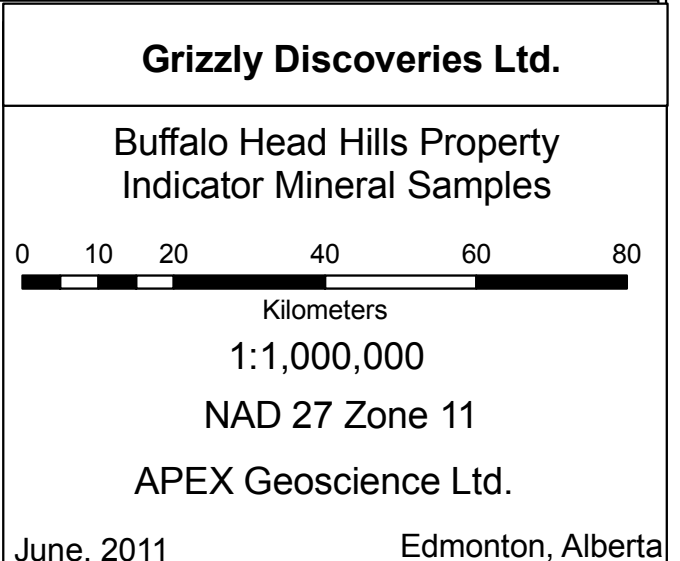 Grizzly Discoveries Ltd.
Buffalo Head Hills Property
Indicator Mineral Samples
0 10 20 40 60 80
Kilometers
1:1,000,000
NAD 27 Zone 11
APEX Geoscience Ltd.
June, 2011 Edmonton, Alberta